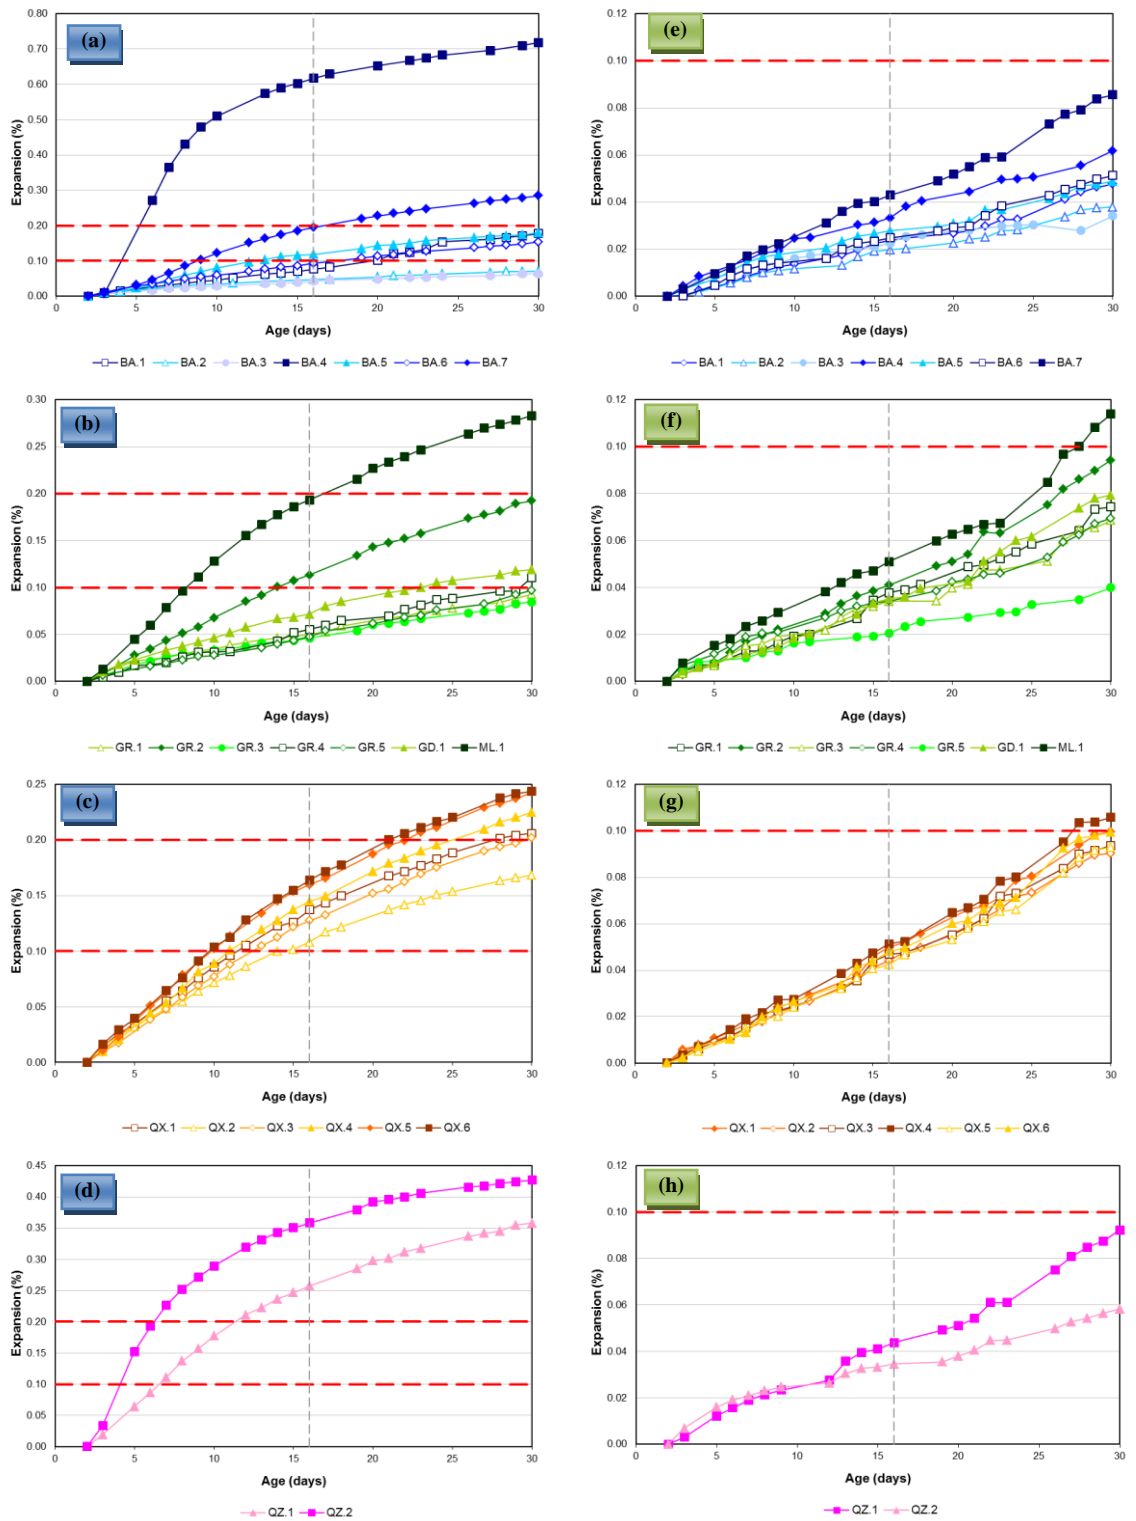 (a)
Expansion (%)
0.80
0.70
0.60
0.50
0.40
0.30
0.20
0.10
0.00
0 5 10 15 20 25 30
Age (days)
BA.1 BA.2 BA.3 BA.4 BA.5 BA.6 BA.7
(e)
Expansion (%)
0.12
0.10
0.08
0.06
0.04
0.02
0.00
0 5 10 15 20 25 30
Age (days)
BA.1 BA.2 BA.3 BA.4 BA.5 BA.6 BA.7
(b)
Expansion (%)
0.30
0.25
0.20
0.15
0.10
0.05
0.00
0 5 10 15 20 25 30
Age (days)
GR.1 GR.2 GR.3 GR.4 GR.5 GD.1 ML.1
(f)
Expansion (%)
0.12
0.10
0.08
0.06
0.04
0.02
0.00
0 5 10 15 20 25 30
Age (days)
GR.1 GR.2 GR.3 GR.4 GR.5 GD.1 ML.1
(c)
Expansion (%)
0.25
0.20
0.15
0.10
0.05
0.00
0 5 10 15 20 25 30
Age (days)
QX.1 QX.2 QX.3 QX.4 QX.5 QX.6
(g)
Expansion (%)
0.12
0.10
0.08
0.06
0.04
0.02
0.00
0 5 10 15 20 25 30
Age (days)
QX.1 QX.2 QX.3 QX.4 QX.5 QX.6
(d)
Expansion (%)
0.45
0.40
0.35
0.30
0.25
0.20
0.15
0.10
0.05
0.00
0 5 10 15 20 25 30
Age (days)
QZ.1 QZ.2
(h)
Expansion (%)
0.12
0.10
0.08
0.06
0.04
0.02
0.00
0 5 10 15 20 25 30
Age (days)
QZ.1 QZ.2